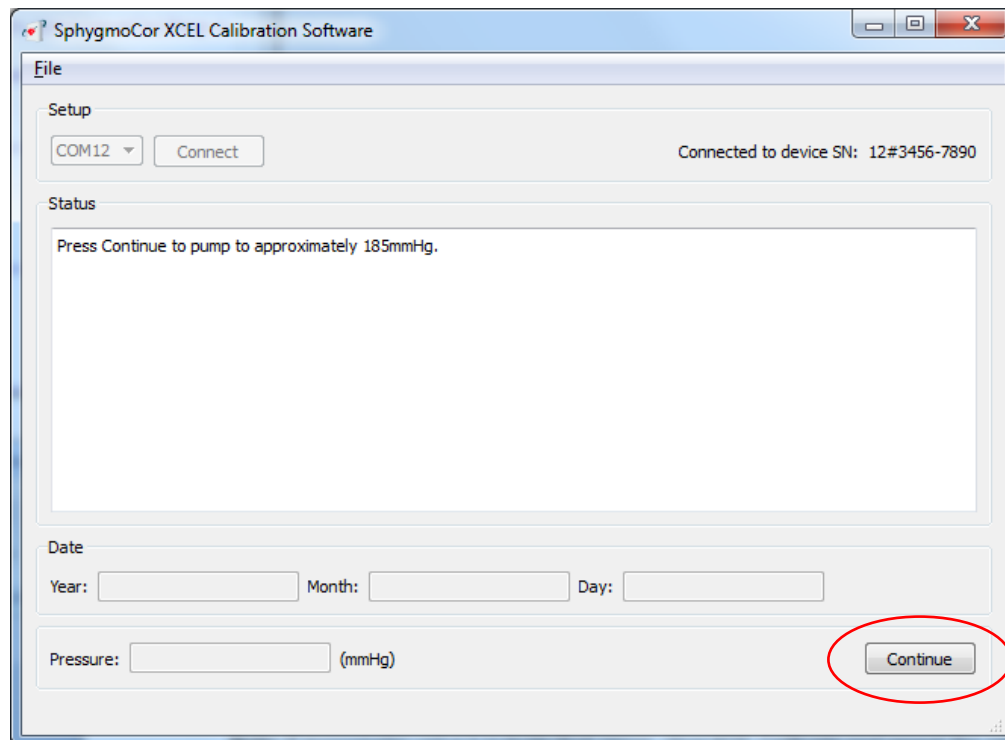 SphygmoCor XCEL Calibration Software
File
Setup
COM12 Connect Connected to device SN: 12#3456-7890
Status
Press Continue to pump to approximately 185mmHg.
Date
Year: Month: Day:
Pressure: (mmHg) Continue